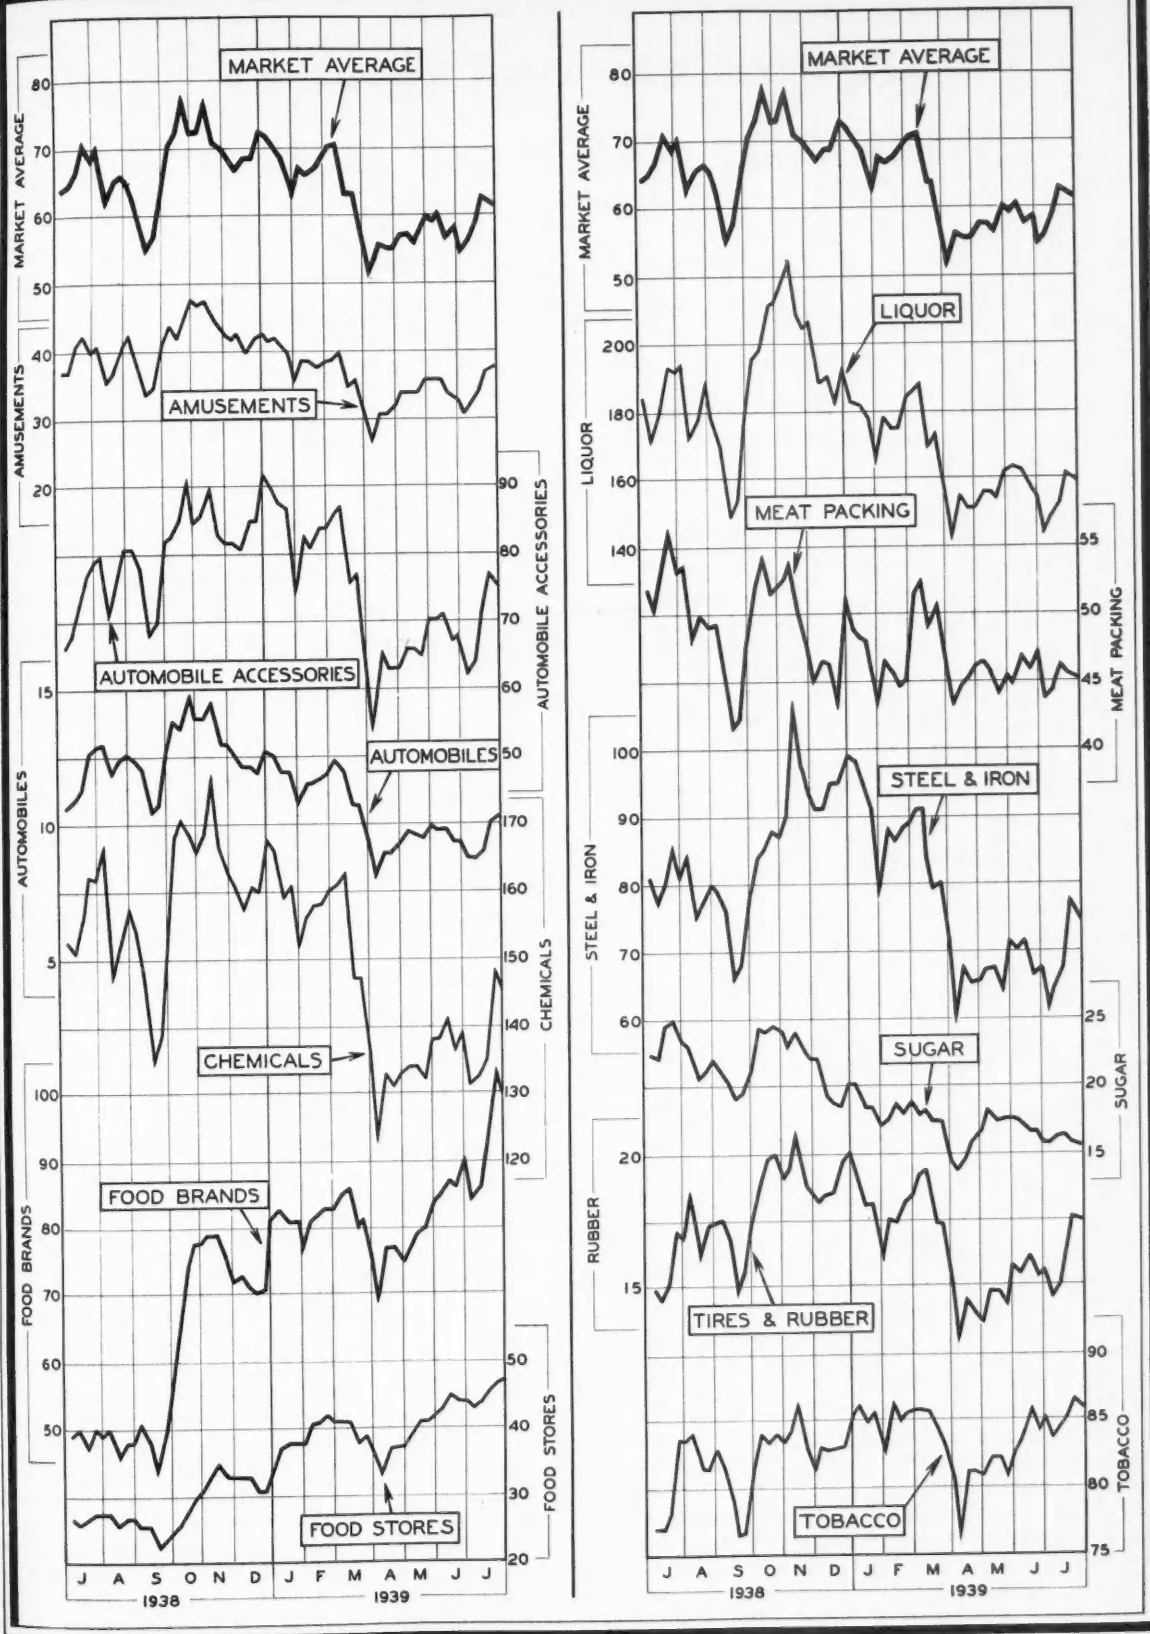 MARKET AVERAGE
80
70
60
50
MARKET AVERAGE
AMUSEMENTS
40
30
20
AMUSEMENTS
AUTOMOBILE ACCESSORIES
90
80
70
60
50
AUTOMOBILE ACCESSORIES
AUTOMOBILES
15
10
5
AUTOMOBILES
CHEMICALS
170
160
150
140
130
120
CHEMICALS
FOOD BRANDS
100
90
80
70
60
50
FOOD BRANDS
FOOD STORES
50
40
30
20
FOOD STORES
J A S O N D J F M A M J J
1938 1939
MARKET AVERAGE
80
70
60
50
MARKET AVERAGE
LIQUOR
200
180
160
140
LIQUOR
MEAT PACKING
55
50
45
40
MEAT PACKING
STEEL & IRON
100
90
80
70
60
STEEL & IRON
SUGAR
25
20
15
SUGAR
TIRES & RUBBER
20
15
RUBBER
TOBACCO
90
85
80
75
TOBACCO
J A S O N D J F M A M J J
1938 1939